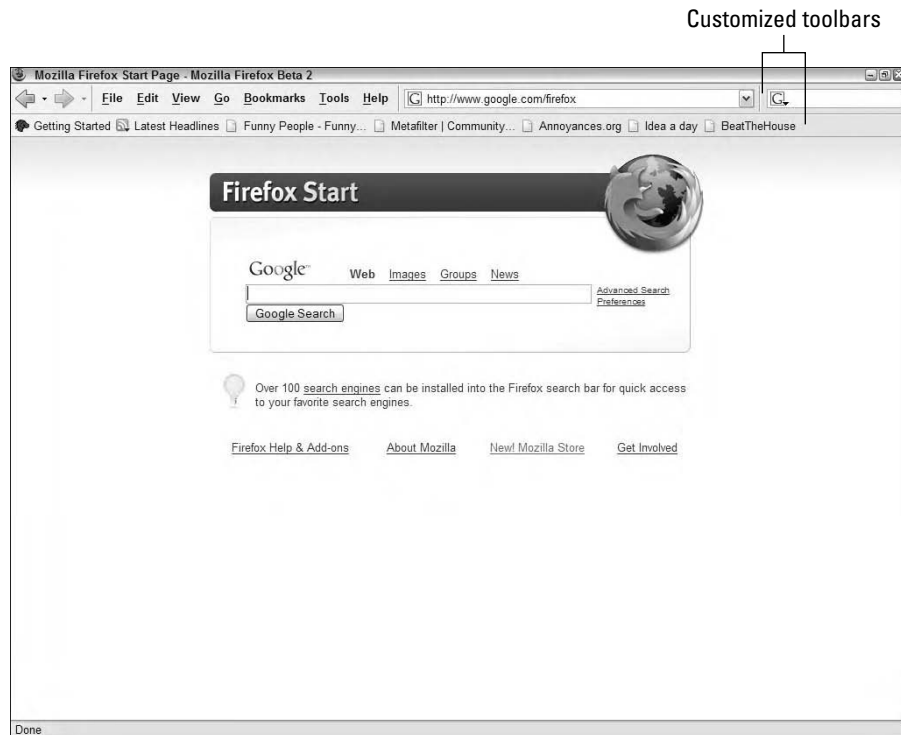 Customized toolbars
Mozilla Firefox Start Page - Mozilla Firefox Beta 2
File Edit View Go Bookmarks Tools Help G http://www.google.com/firefox G
Getting Started Latest Headlines Funny People - Funny... Metafilter | Community... Annoyances.org Idea a day BeatTheHouse
Firefox Start
Google™ Web Images Groups News
Advanced Search
Preferences
Google Search
Over 100 search engines can be installed into the Firefox search bar for quick access
to your favorite search engines.
Firefox Help & Add-ons About Mozilla New! Mozilla Store Get Involved
Done